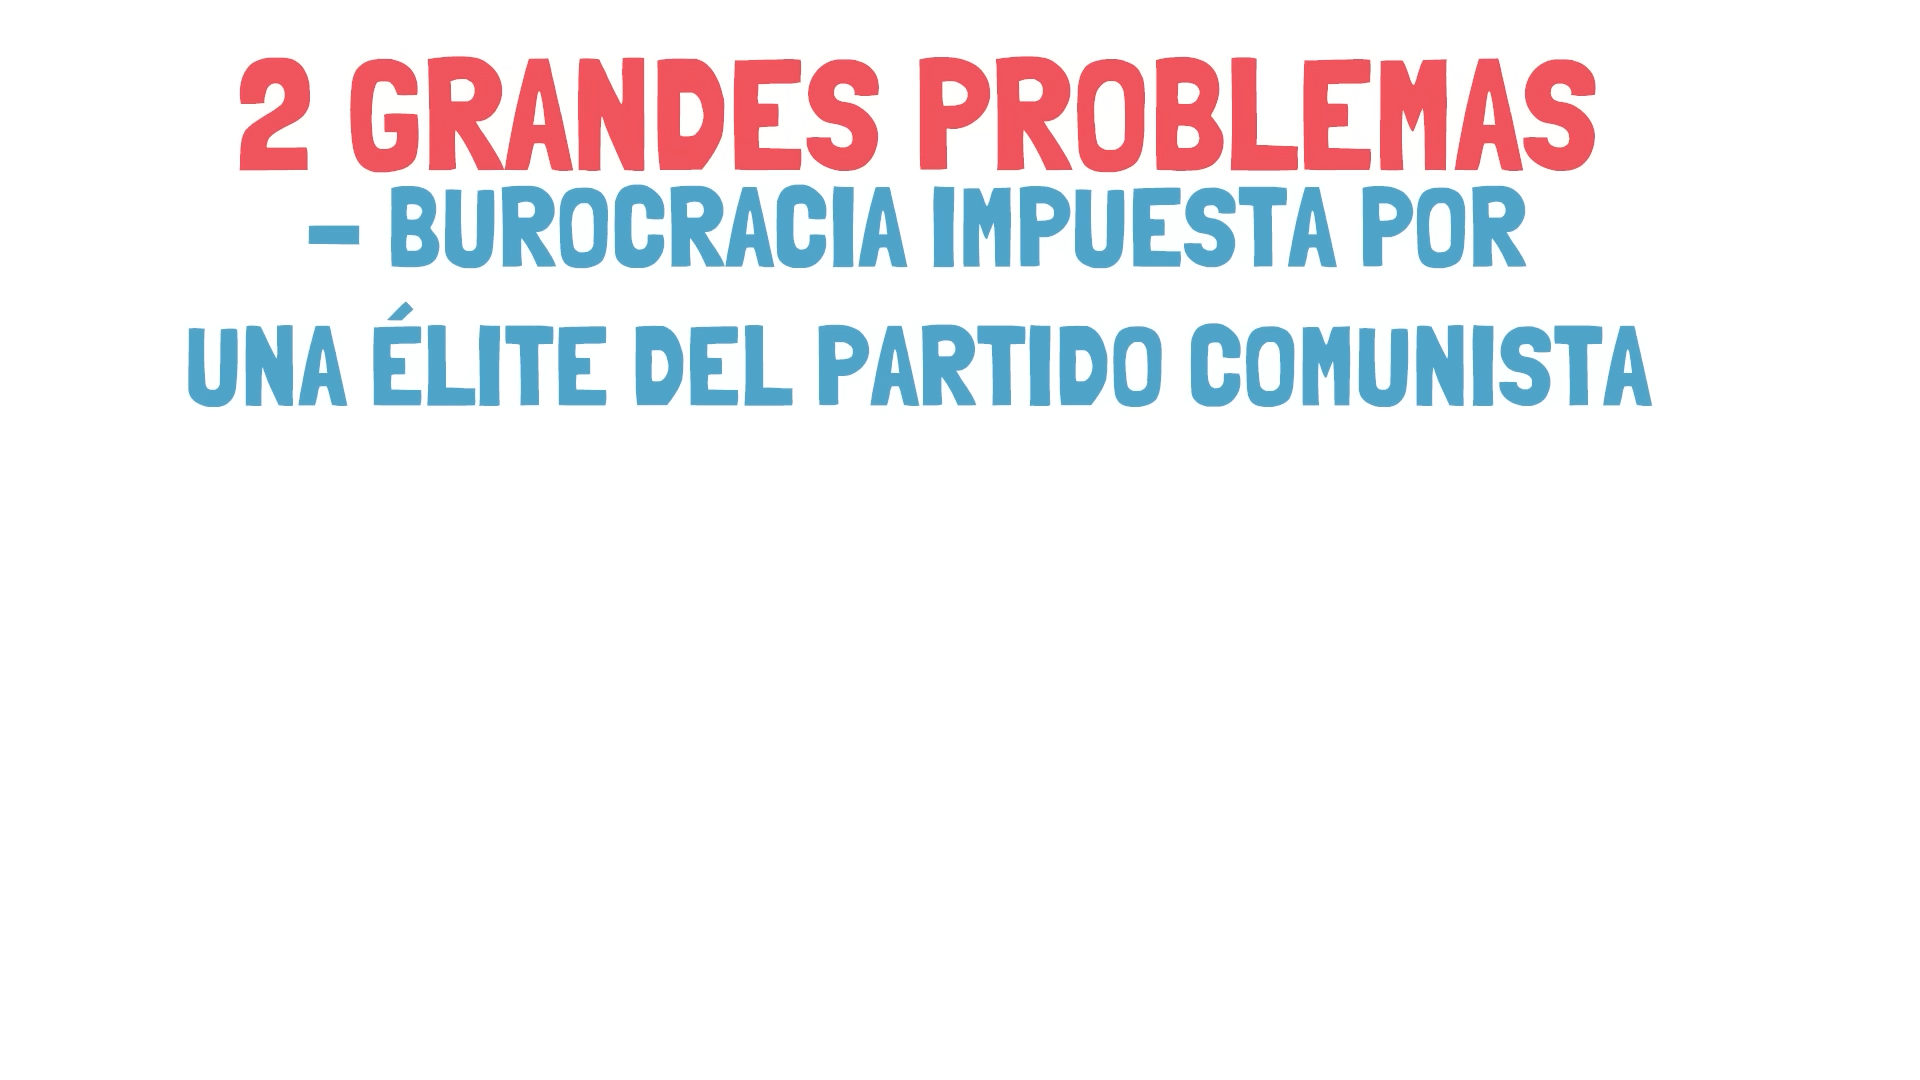 2 GRANDES PROBLEMAS
- BUROCRACIA IMPUESTA POR
UNA ÉLITE DEL PARTIDO COMUNISTA